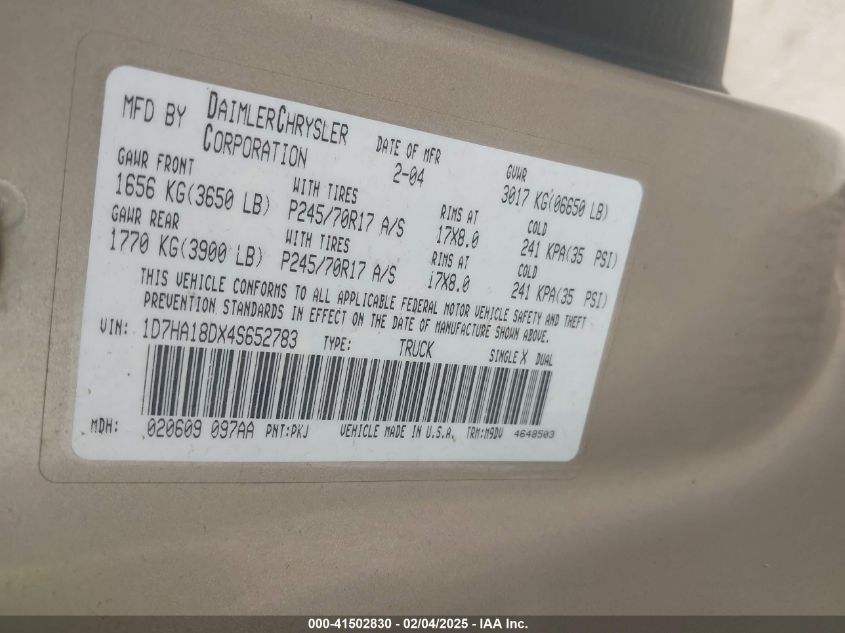 MFD BY DAIMLERCHRYSLER CORPORATION DATE OF MFR 2-04 GVWR 3017 KG(06650 LB)
GAWR FRONT WITH TIRES RIMS AT COLD
1656 KG(3650 LB) P245/70R17 A/S 17X8.0 241 KPA(35 PSI)
GAWR REAR WITH TIRES RIMS AT COLD
1770 KG(3900 LB) P245/70R17 A/S 17X8.0 241 KPA(35 PSI)
THIS VEHICLE CONFORMS TO ALL APPLICABLE FEDERAL MOTOR VEHICLE SAFETY AND THEFT
PREVENTION STANDARDS IN EFFECT ON THE DATE OF MANUFACTURE SHOWN ABOVE.
VIN: 1D7HA18DX4S652783 TYPE: TRUCK SINGLE X DUAL
MDH: 020609 097AA PNT:PKJ VEHICLE MADE IN U.S.A. TRM:M9DV 4648503
000-41502830 - 02/04/2025 - IAA Inc.